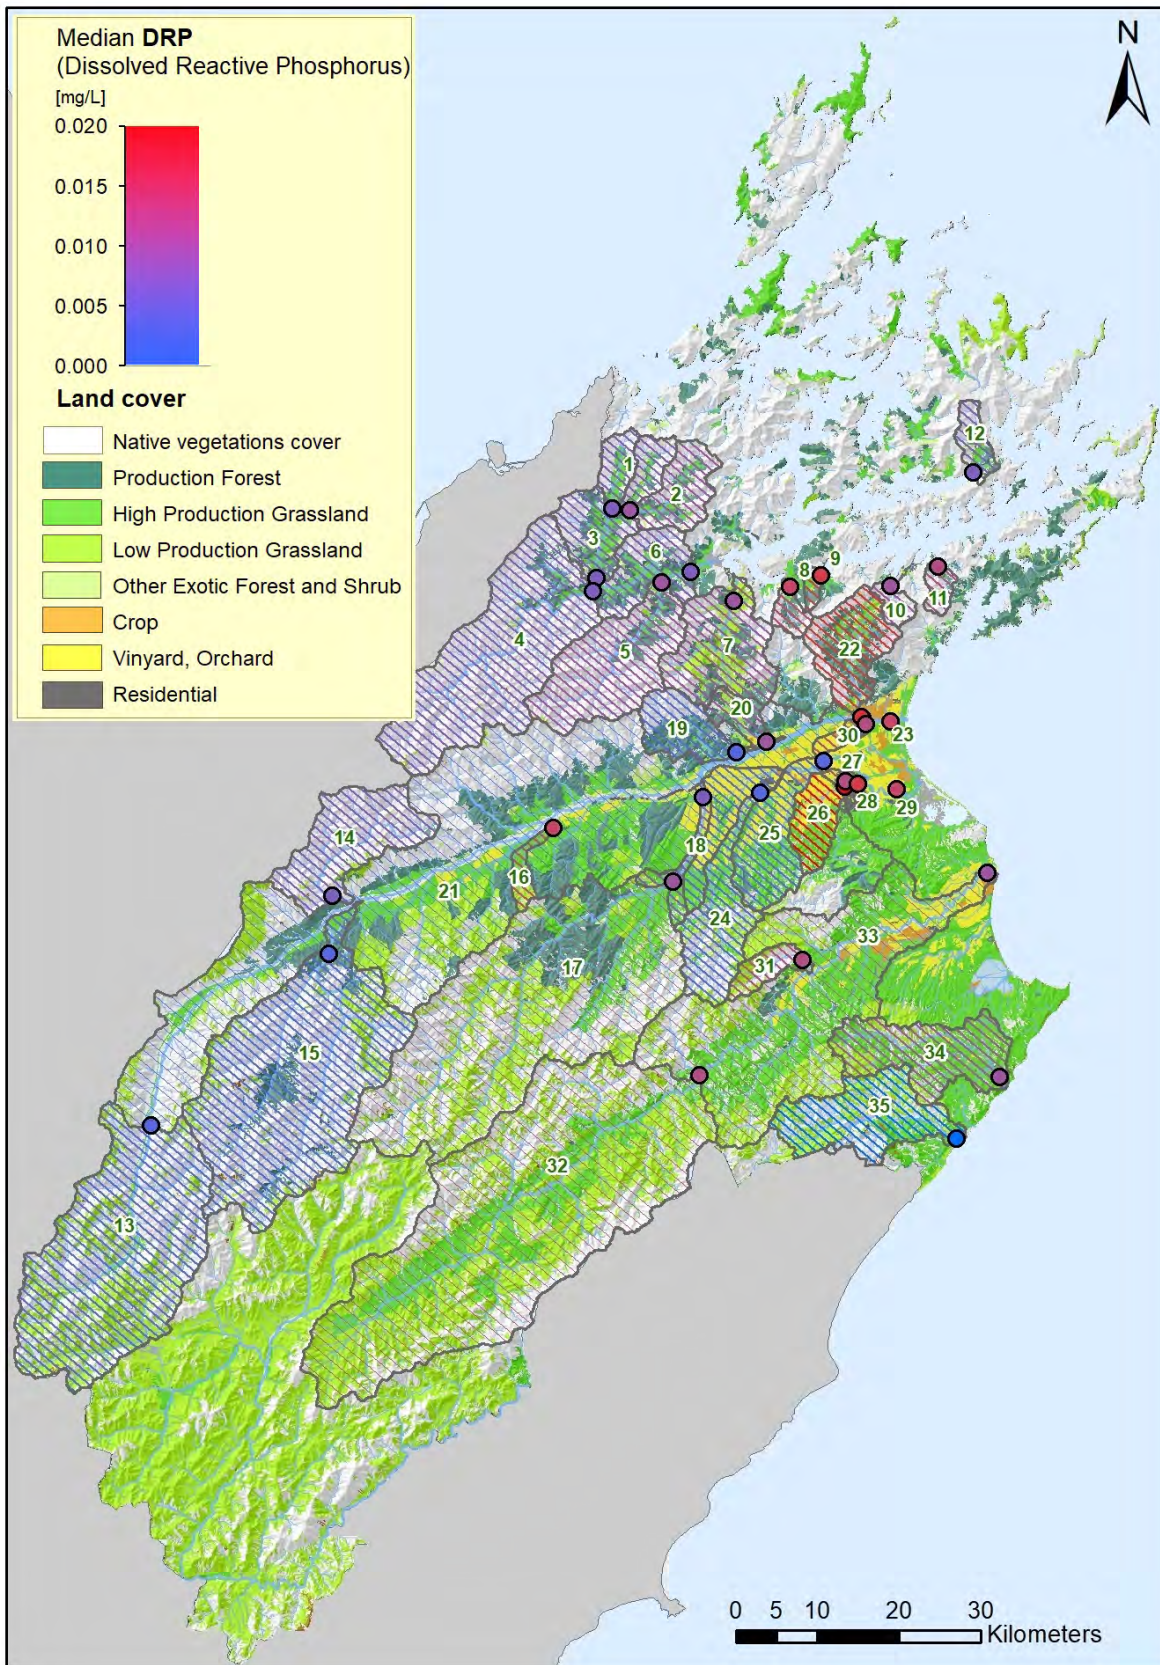 Median DRP
(Dissolved Reactive Phosphorus)
[mg/L]
0.020
0.015
0.010
0.005
0.000
Land cover
Native vegetations cover
Production Forest
High Production Grassland
Low Production Grassland
Other Exotic Forest and Shrub
Crop
Vinyard, Orchard
Residential
N
12
1
2
3
6
9
8
11
10
4
5
7
22
20
19
30
23
27
28
29
26
18
25
14
16
21
24
33
17
31
15
34
35
32
13
0 5 10 20 30
Kilometers